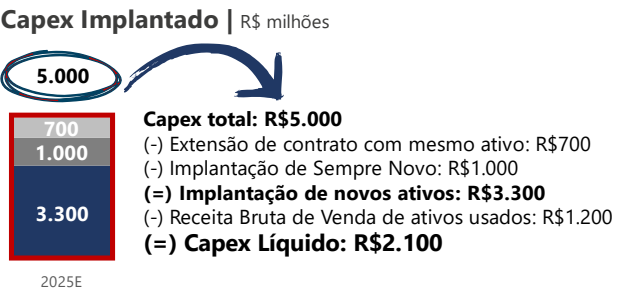 Capex Implantado | R$ milhões
5.000
700
1.000
3.300
2025E
Capex total: R$5.000
(-) Extensão de contrato com mesmo ativo: R$700
(-) Implantação de Sempre Novo: R$1.000
(=) Implantação de novos ativos: R$3.300
(-) Receita Bruta de Venda de ativos usados: R$1.200
(=) Capex Líquido: R$2.100